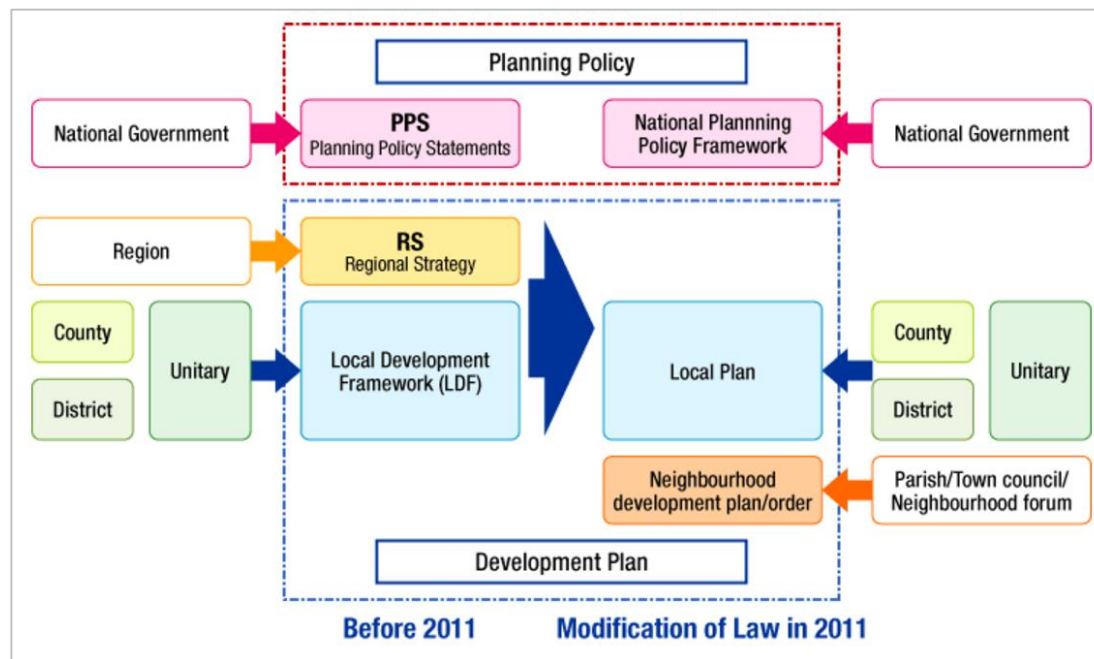 Planning Policy
National Government
PPS
Planning Policy Statements
National Plannning
Policy Framework
National Government
Region
RS
Regional Strategy
County
District
Unitary
Local Development
Framework (LDF)
Local Plan
County
District
Unitary
Neighbourhood
development plan/order
Parish/Town council/
Neighbourhood forum
Development Plan
Before 2011
Modification of Law in 2011